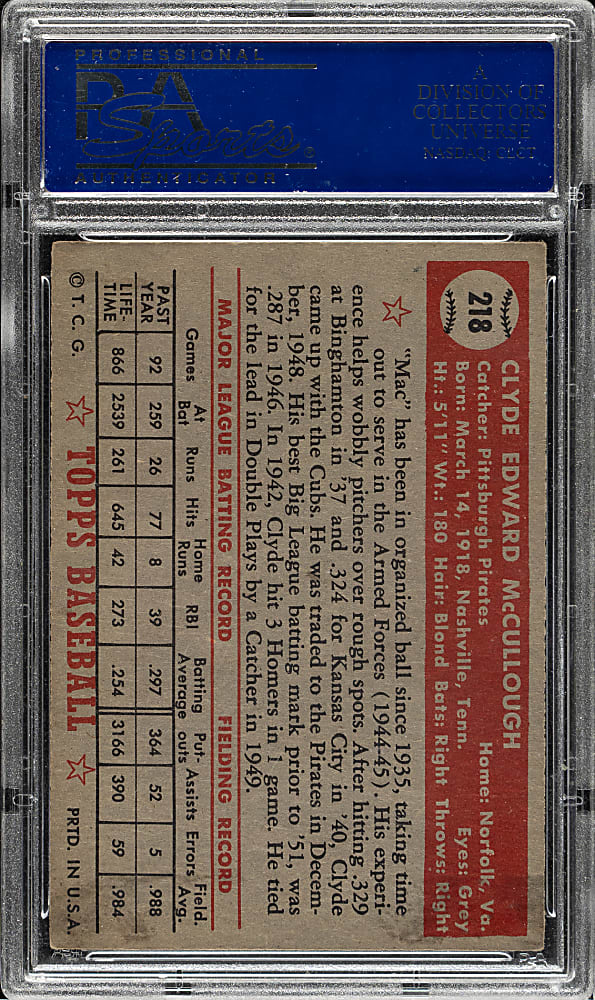 PROFESSIONAL
PSA
Sports ®
AUTHENTICATOR
A
DIVISION OF
COLLECTORS
UNIVERSE
NASDAQ: CLCT
218
CLYDE EDWARD McCULLOUGH
Catcher: Pittsburgh Pirates Home: Norfolk, Va.
Born: March 14, 1918, Nashville, Tenn. Eyes: Grey
Ht.: 5'11" Wt.: 180 Hair: Blond Bats: Right Throws: Right
"Mac" has been in organized ball since 1935, taking time
out to serve in the Armed Forces (1944-45). His experi-
ence helps wobbly pitchers over rough spots. After hitting .329
at Binghamton in '37 and .324 for Kansas City in '40, Clyde
came up with the Cubs. He was traded to the Pirates in Decem-
ber, 1948. His best Big League batting mark prior to '51, was
.287 in 1946. In 1942, Clyde hit 3 Homers in 1 game. He tied
for the lead in Double Plays by a Catcher in 1949.
MAJOR LEAGUE BATTING RECORD FIELDING RECORD
Games At Bat Runs Hits Home Runs RBI Batting Average Put-outs Assists Errors Field. Avg.
PAST YEAR 92 259 26 77 8 39 .297 364 52 5 .988
LIFE-TIME 866 2539 261 645 42 273 .254 3166 390 59 .984
© T. C. G. TOPPS BASEBALL PRTD. IN U.S.A.